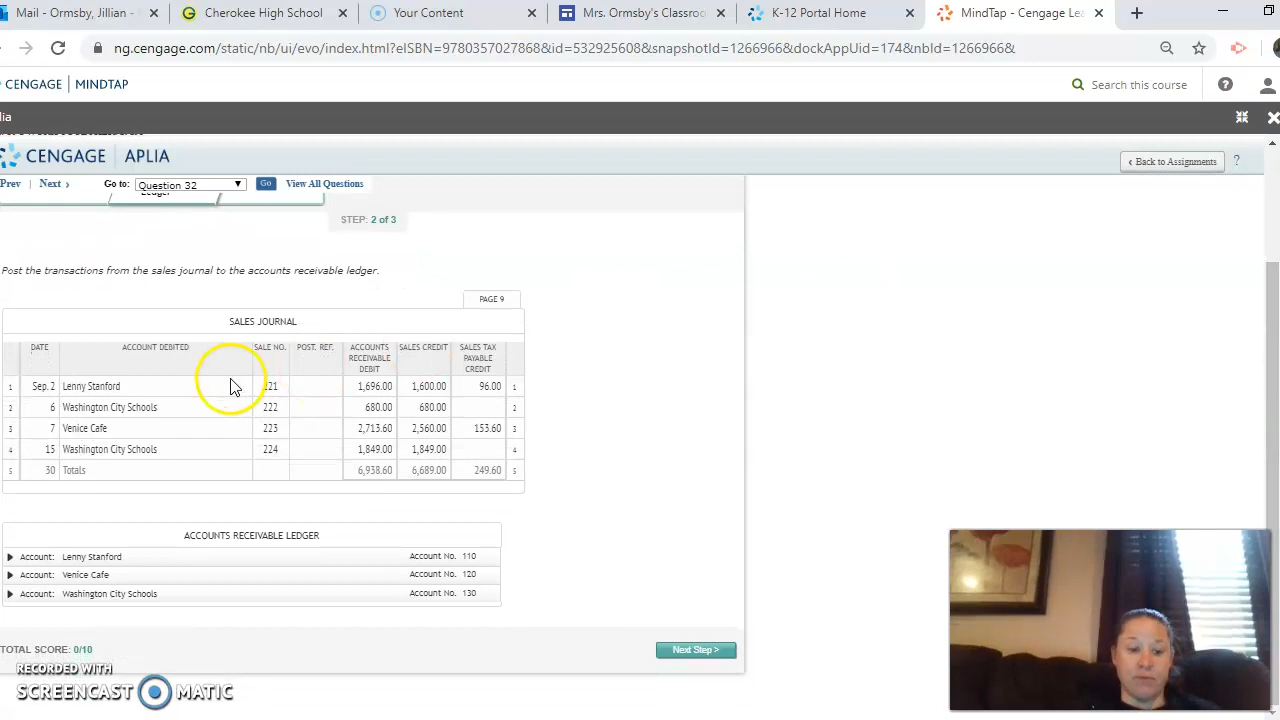 Mail - Ormsby, Jillian - Outlo
Cherokee High School
Your Content
Mrs. Ormsby's Classroo
K-12 Portal Home
MindTap - Cengage Lea
ng.cengage.com/static/nb/ui/evo/index.html?eISBN=9780357027868&id=532925608&snapshotId=1266966&dockAppUid=174&nbId=1266966&
CENGAGE | MINDTAP
Search this course
lia
CENGAGE | APLIA
‹ Back to Assignments
?
Prev | Next › Go to: Question 32 Go View All Questions
Ledger
STEP: 2 of 3
Post the transactions from the sales journal to the accounts receivable ledger.
PAGE 9
SALES JOURNAL
DATE ACCOUNT DEBITED SALE NO. POST. REF. ACCOUNTS RECEIVABLE DEBIT SALES CREDIT SALES TAX PAYABLE CREDIT
1 Sep. 2 Lenny Stanford 221 1,696.00 1,600.00 96.00 1
2 6 Washington City Schools 222 680.00 680.00 2
3 7 Venice Cafe 223 2,713.60 2,560.00 153.60 3
4 15 Washington City Schools 224 1,849.00 1,849.00 4
5 30 Totals 6,938.60 6,689.00 249.60 5
ACCOUNTS RECEIVABLE LEDGER
Account: Lenny Stanford Account No. 110
Account: Venice Cafe Account No. 120
Account: Washington City Schools Account No. 130
TOTAL SCORE: 0/10
Next Step >
RECORDED WITH
SCREENCAST MATIC